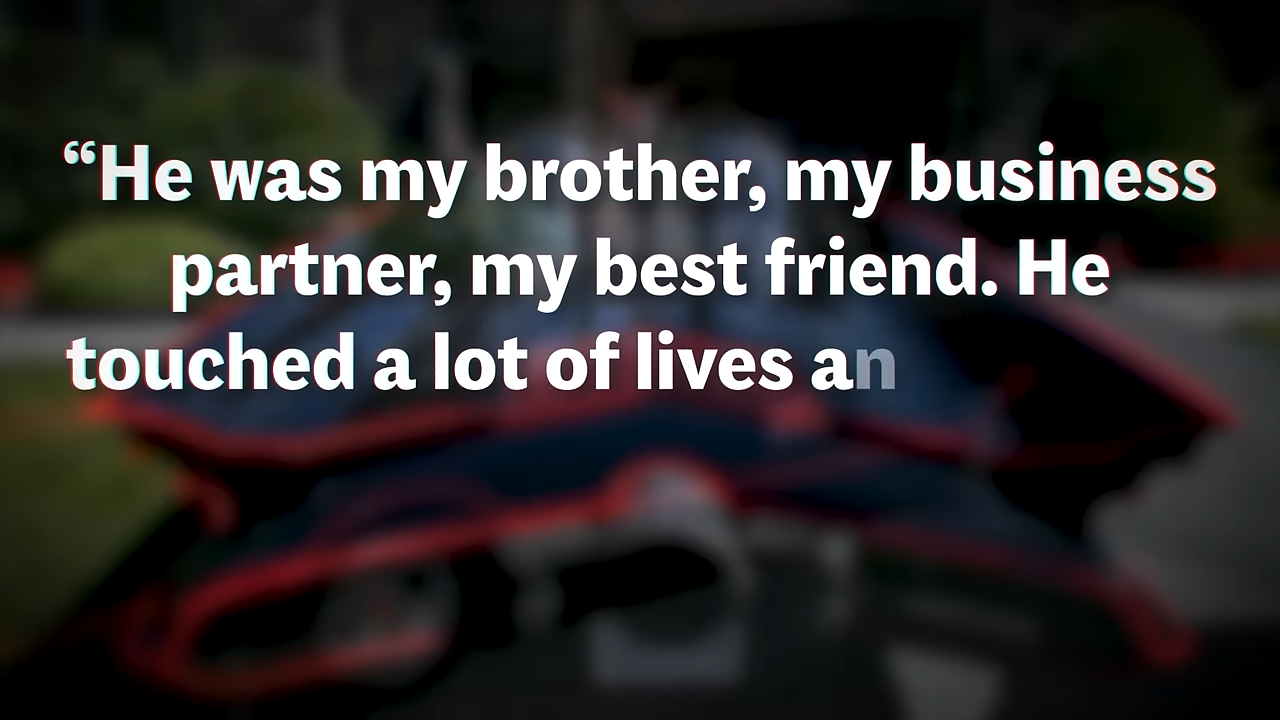 “He was my brother, my business
partner, my best friend. He
touched a lot of lives an